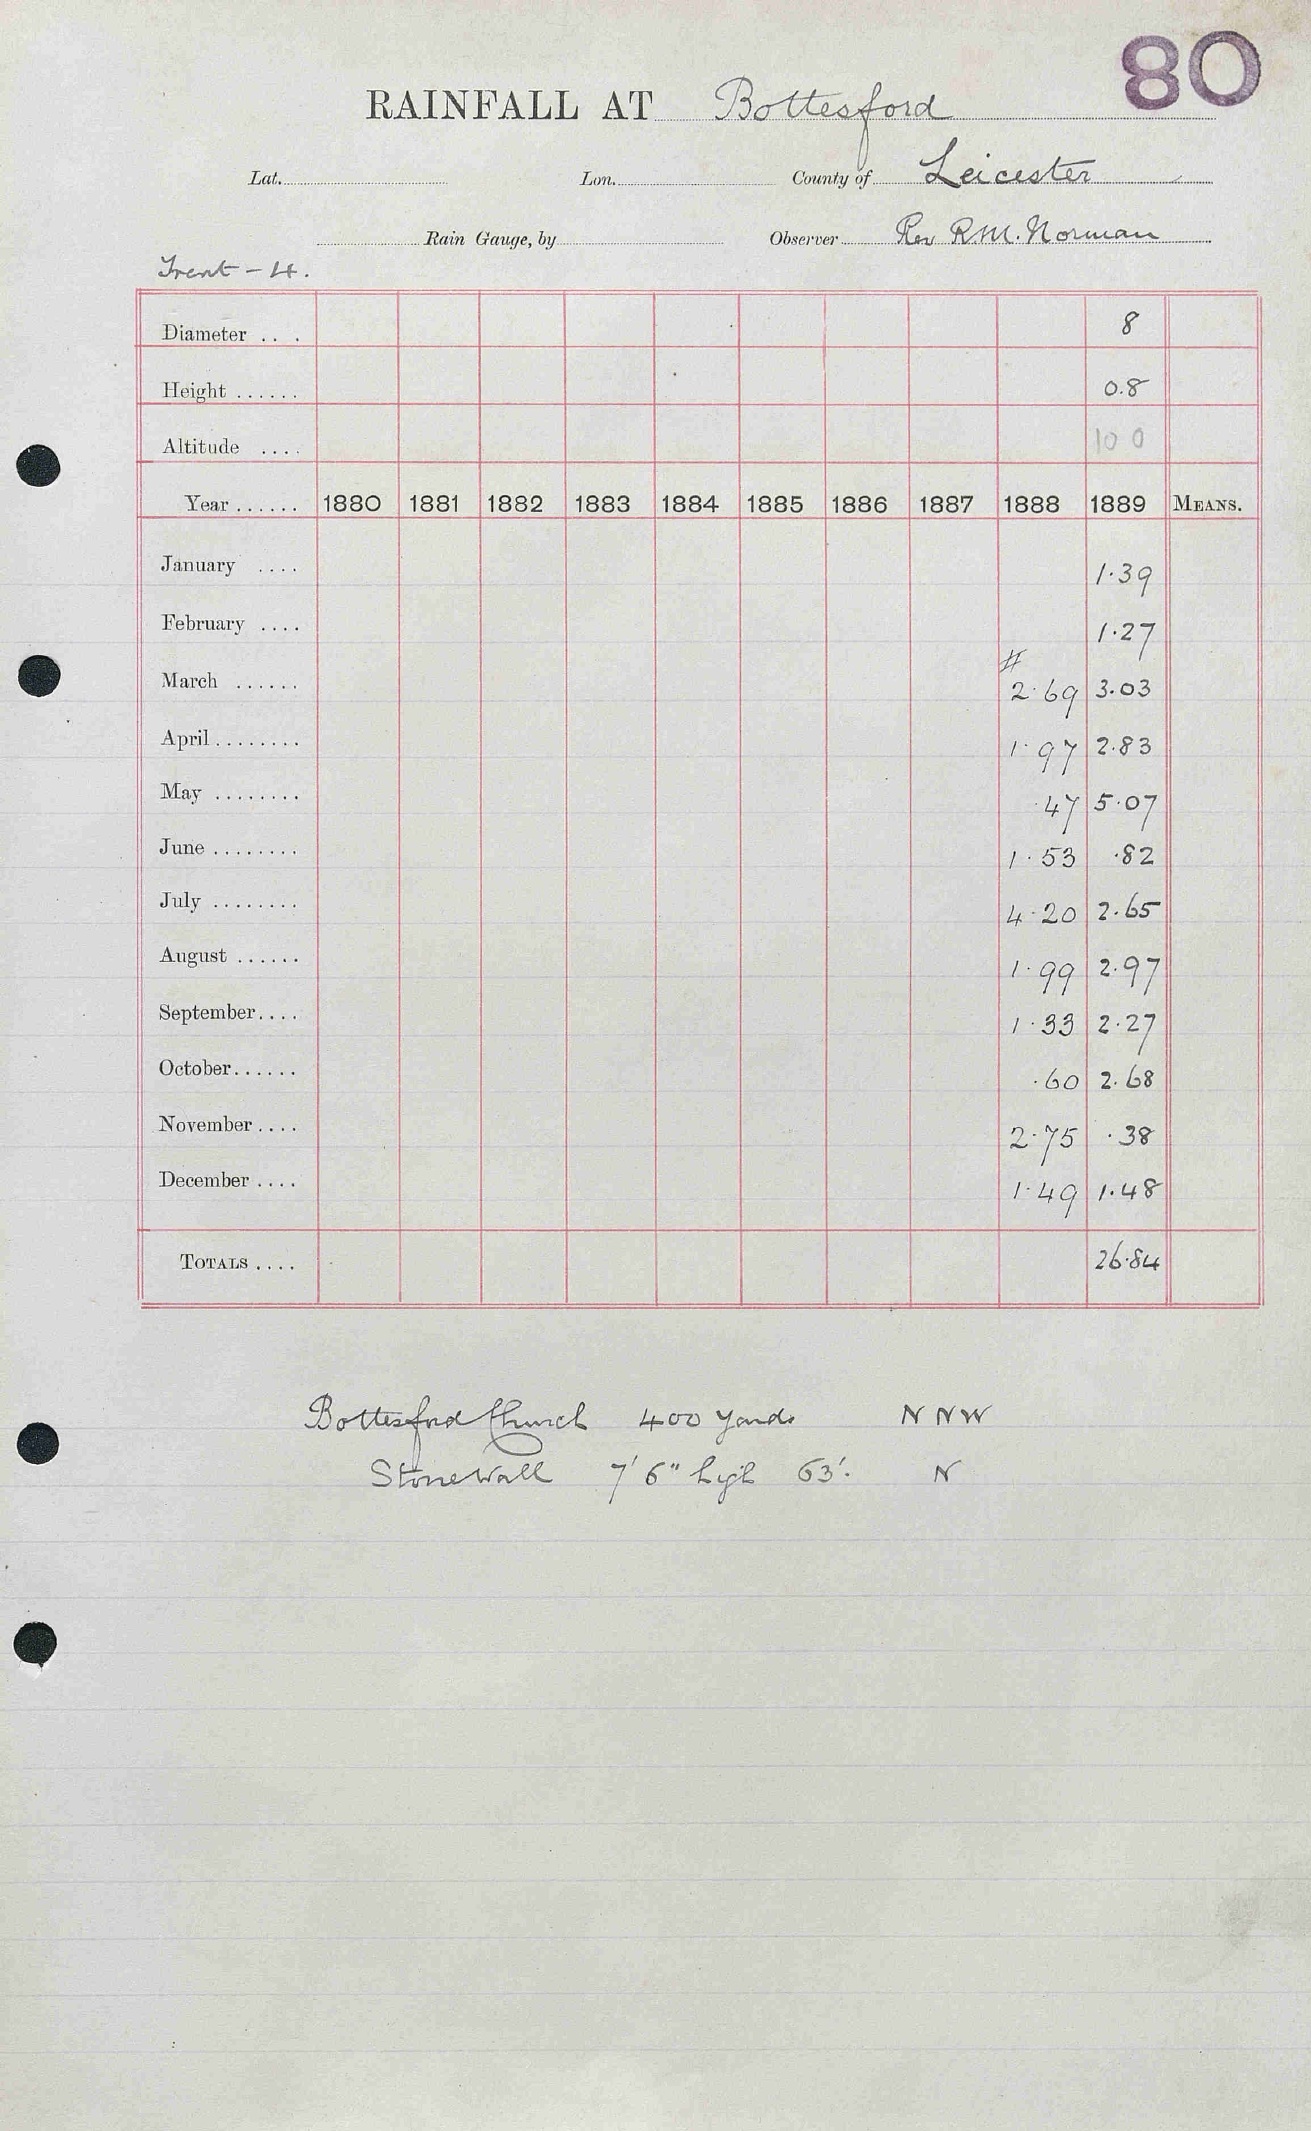 80
RAINFALL AT Bottesford
Lat. Lon. County of Leicester
Rain Gauge, by Observer Rev R.M. Norman
Trent - 4.
Diameter .. . 8
Height ...... 0.8
Altitude .... 100
Year ...... 1880 1881 1882 1883 1884 1885 1886 1887 1888 1889 MEANS.
January .... 1.39
February .... 1.27
#
March ...... 2.69 3.03
April ........ 1.97 2.83
May ........ .47 5.07
June ........ 1.53 .82
July ........ 4.20 2.65
August ...... 1.99 2.97
September.... 1.33 2.27
October...... .60 2.68
November .... 2.75 .38
December .... 1.49 1.48
TOTALS .... 26.84
Bottesford Church 400 yards N N W
Stone Wall 7' 6" high 63'. N